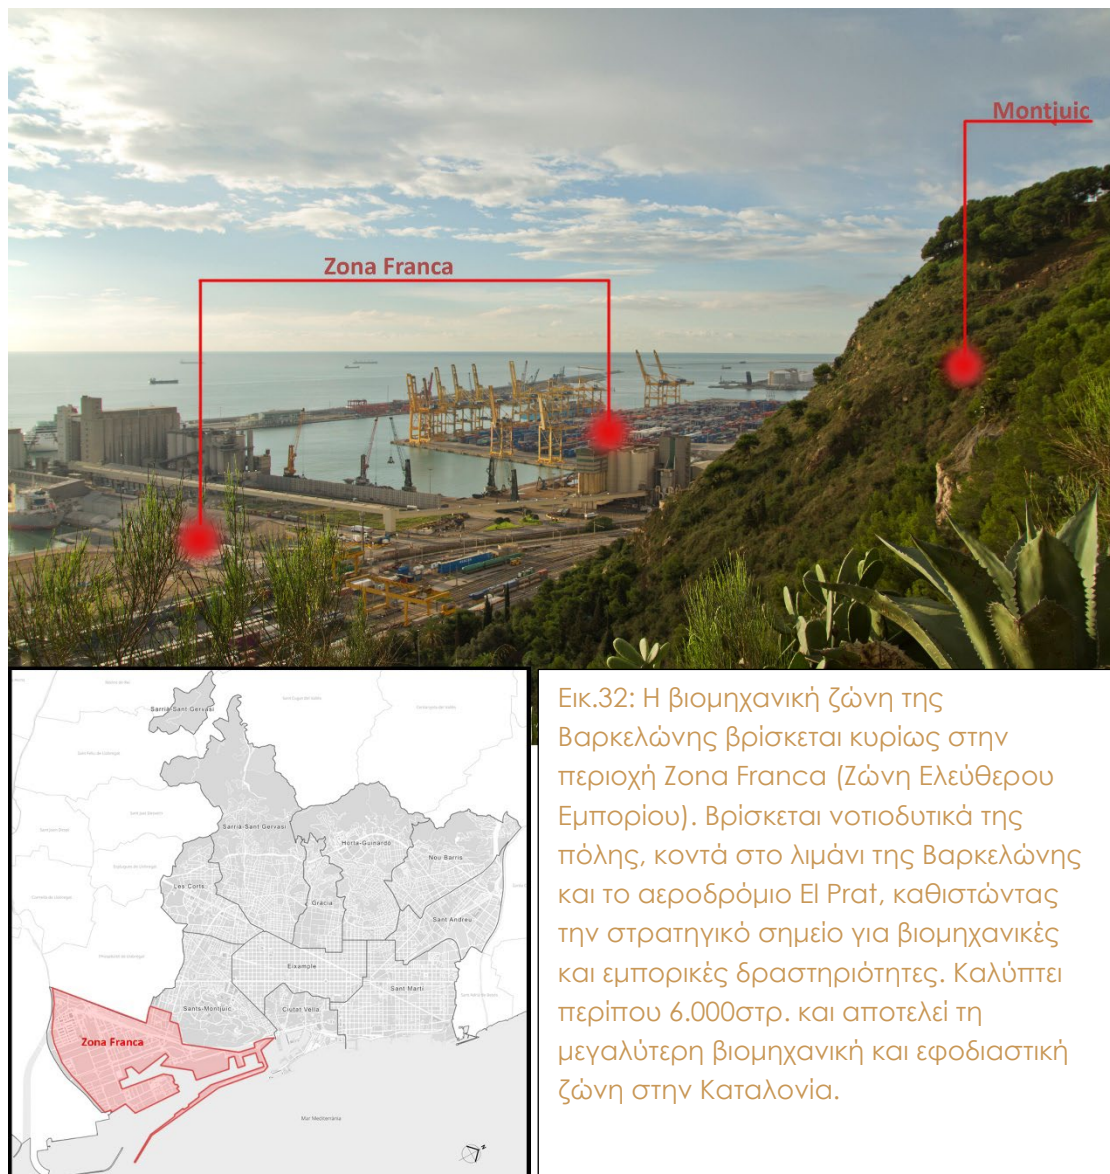 Montjuic
Zona Franca
Sarrià-Sant Gervasi
Sarrià-Sant Gervasi
Horta-Guinardó
Nou Barris
Les Corts
Gràcia
Sant Andreu
Eixample
Sant Martí
Sants-Montjuïc
Ciutat Vella
Zona Franca
Mar Mediterrània
N
Εικ.32: Η βιομηχανική ζώνη της
Βαρκελώνης βρίσκεται κυρίως στην
περιοχή Zona Franca (Ζώνη Ελεύθερου
Εμπορίου). Βρίσκεται νοτιοδυτικά της
πόλης, κοντά στο λιμάνι της Βαρκελώνης
και το αεροδρόμιο El Prat, καθιστώντας
την στρατηγικό σημείο για βιομηχανικές
και εμπορικές δραστηριότητες. Καλύπτει
περίπου 6.000στρ. και αποτελεί τη
μεγαλύτερη βιομηχανική και εφοδιαστική
ζώνη στην Καταλονία.